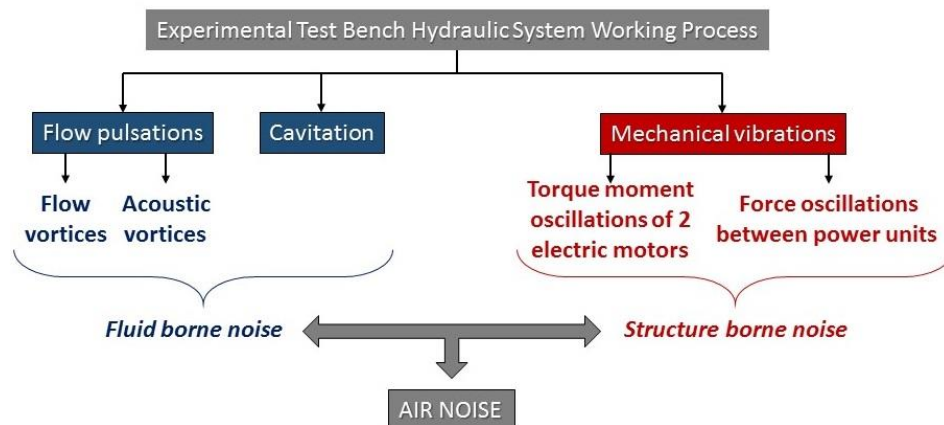 Experimental Test Bench Hydraulic System Working Process
Flow pulsations
Cavitation
Mechanical vibrations
Flow
vortices
Acoustic
vortices
Torque moment
oscillations of 2
electric motors
Force oscillations
between power units
Fluid borne noise
Structure borne noise
AIR NOISE